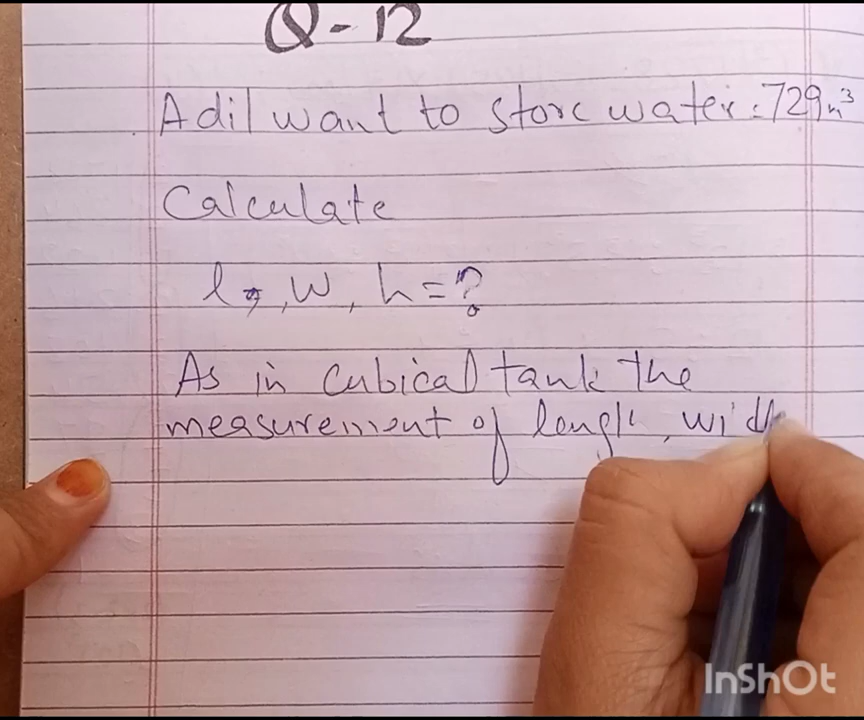 Q-12
Adil want to store water = 729m³
Calculate
l, w, h = ?
As in Cubical tank the
measurement of length, width
InShOt